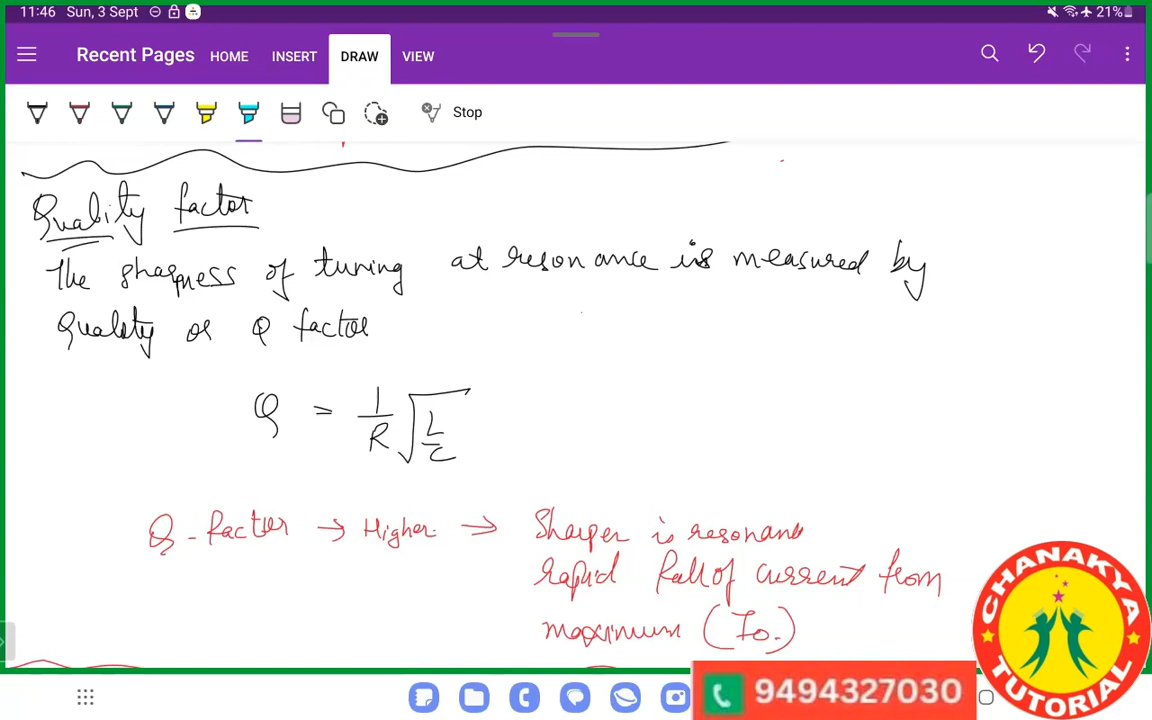 11:46 Sun, 3 Sept 21%
Recent Pages HOME INSERT DRAW VIEW
Stop
Quality factor
The sharpness of tuning at resonance is measured by
Quality or Q factor
Q = 1/R √L/C
Q - factor → Higher. → Sharper is resonance
rapid fall of current from
maximum (Io.)
CHANAKYA
TUTORIAL
9494327030